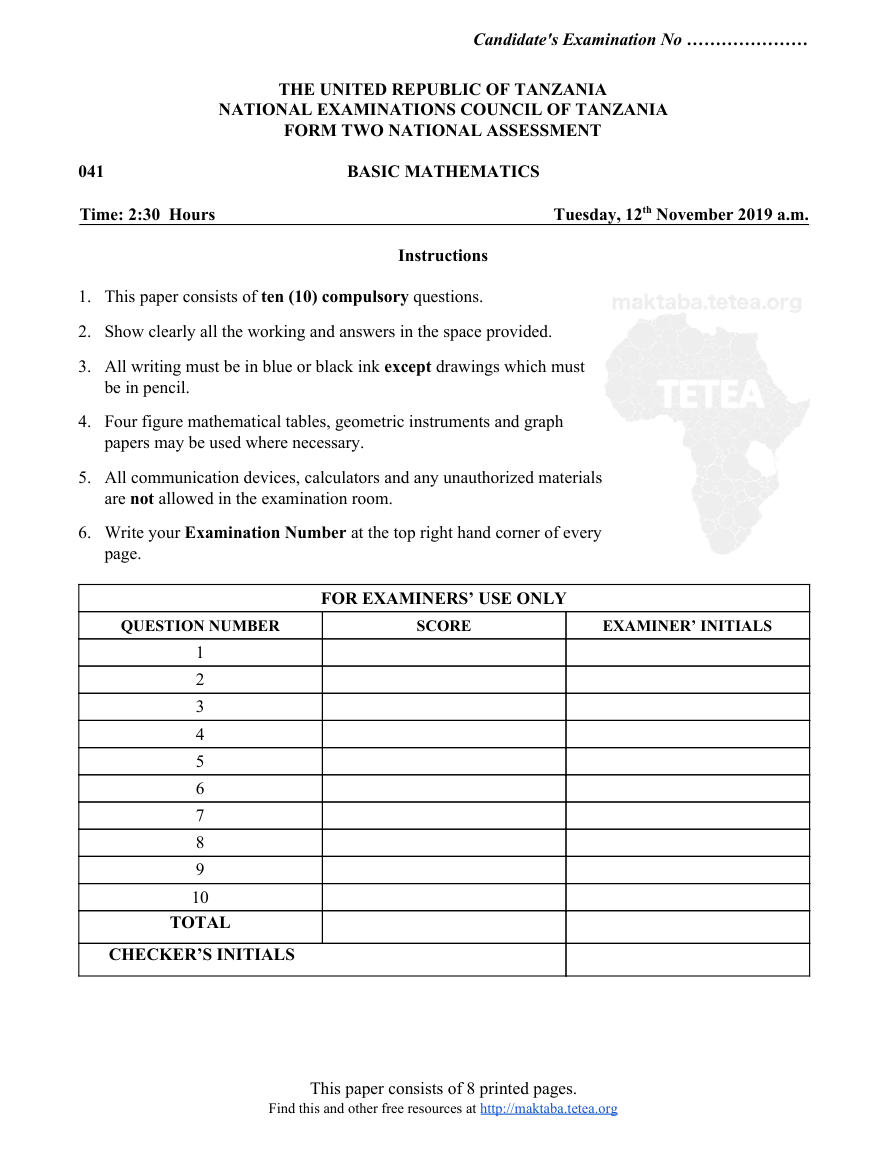 Candidate's Examination No …………………
THE UNITED REPUBLIC OF TANZANIA
NATIONAL EXAMINATIONS COUNCIL OF TANZANIA
FORM TWO NATIONAL ASSESSMENT
041 BASIC MATHEMATICS
Time: 2:30 Hours Tuesday, 12th November 2019 a.m.
Instructions
1. This paper consists of ten (10) compulsory questions.
maktaba.tetea.org
2. Show clearly all the working and answers in the space provided.
3. All writing must be in blue or black ink except drawings which must
be in pencil.
TETEA
4. Four figure mathematical tables, geometric instruments and graph
papers may be used where necessary.
5. All communication devices, calculators and any unauthorized materials
are not allowed in the examination room.
6. Write your Examination Number at the top right hand corner of every
page.
FOR EXAMINERS’ USE ONLY
QUESTION NUMBER SCORE EXAMINER’ INITIALS
1
2
3
4
5
6
7
8
9
10
TOTAL
CHECKER’S INITIALS
This paper consists of 8 printed pages.
Find this and other free resources at http://maktaba.tetea.org